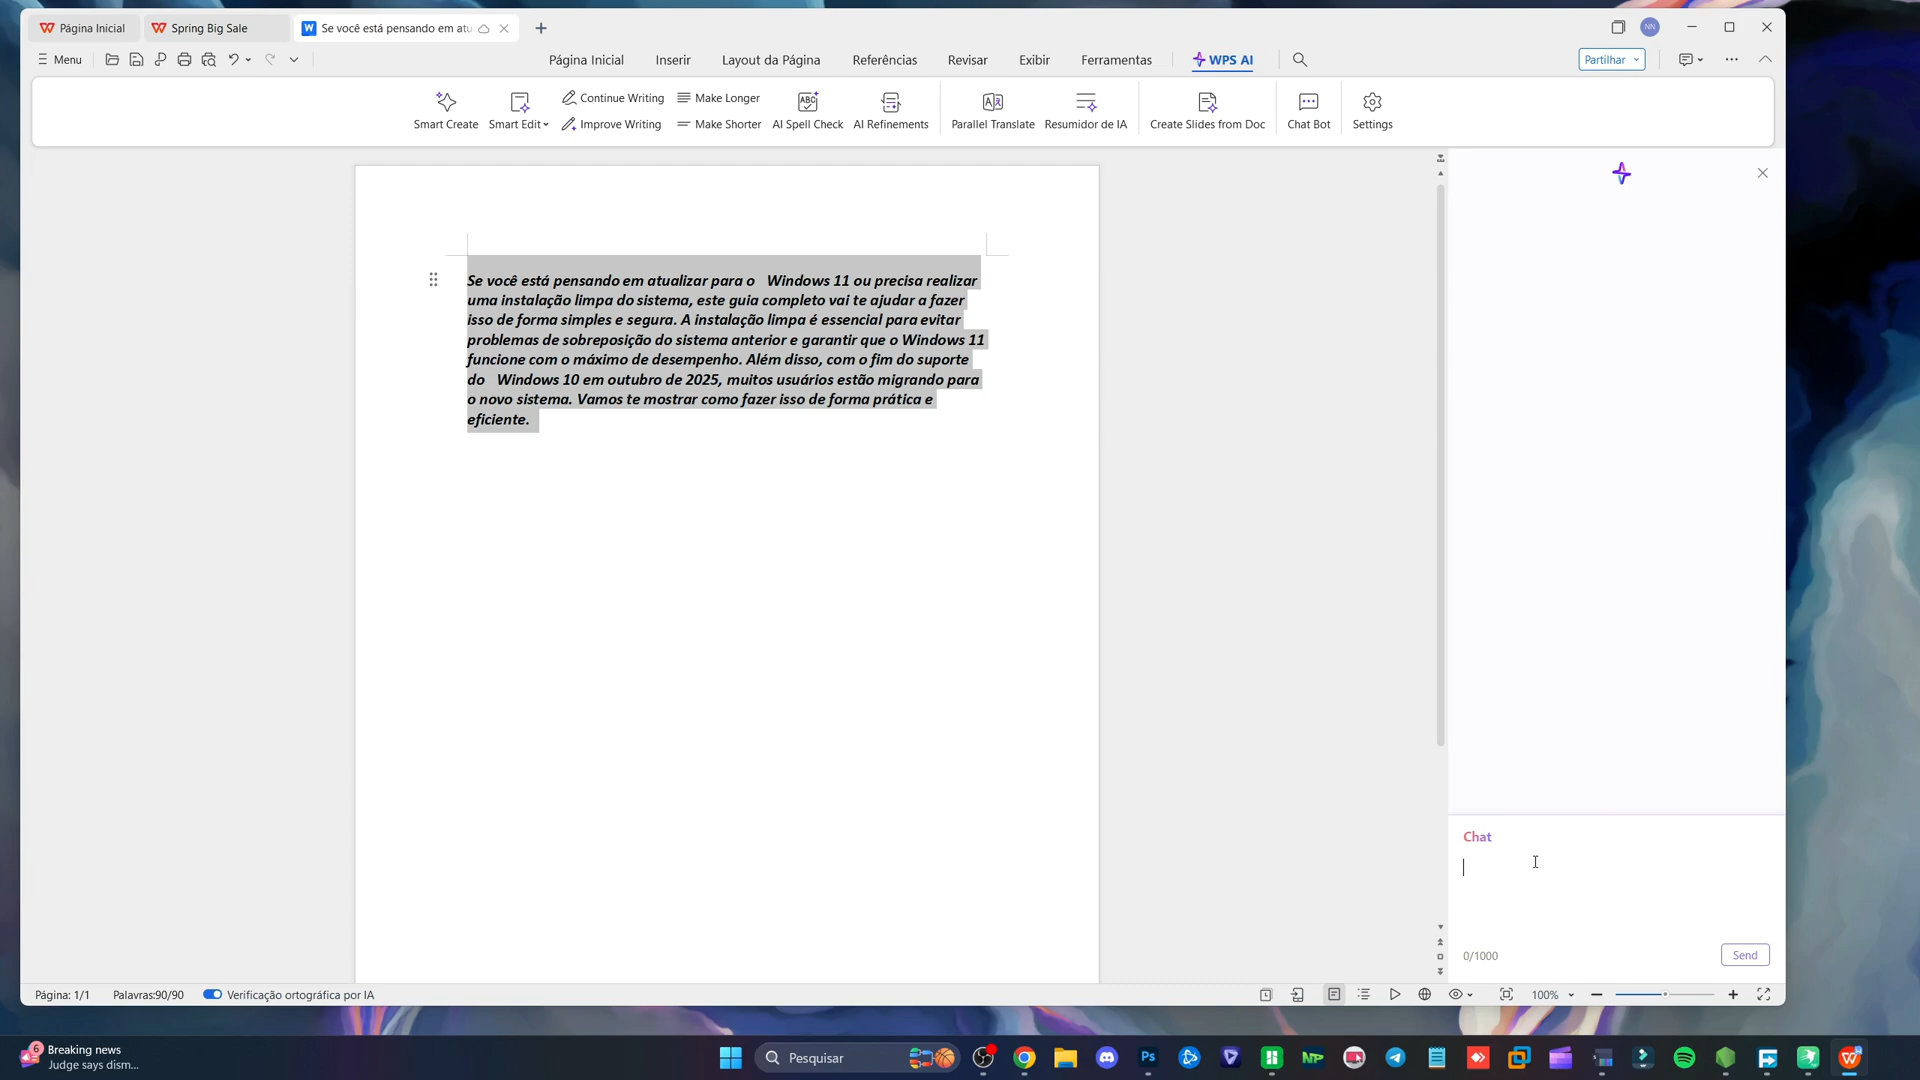 Página Inicial
Spring Big Sale
Se você está pensando em atu
NN
Menu
Página Inicial
Inserir
Layout da Página
Referências
Revisar
Exibir
Ferramentas
WPS AI
Partilhar
Smart Create
Smart Edit
Continue Writing
Improve Writing
Make Longer
Make Shorter
ABC
AI Spell Check
AI Refinements
Parallel Translate
Resumidor de IA
Create Slides from Doc
Chat Bot
Settings
Se você está pensando em atualizar para o   Windows 11 ou precisa realizar
uma instalação limpa do sistema, este guia completo vai te ajudar a fazer
isso de forma simples e segura. A instalação limpa é essencial para evitar
problemas de sobreposição do sistema anterior e garantir que o Windows 11
funcione com o máximo de desempenho. Além disso, com o fim do suporte
do   Windows 10 em outubro de 2025, muitos usuários estão migrando para
o novo sistema. Vamos te mostrar como fazer isso de forma prática e
eficiente.
Chat
0/1000
Send
Página: 1/1
Palavras:90/90
Verificação ortográfica por IA
100%
6
Breaking news
Judge says dism...
Pesquisar
Ps
NP